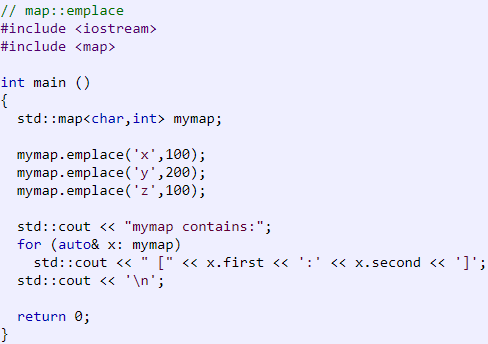 // map::emplace
#include <iostream>
#include <map>

int main ()
{
  std::map<char,int> mymap;

  mymap.emplace('x',100);
  mymap.emplace('y',200);
  mymap.emplace('z',100);

  std::cout << "mymap contains:";
  for (auto& x: mymap)
    std::cout << " [" << x.first << ':' << x.second << ']';
  std::cout << '\n';

  return 0;
}